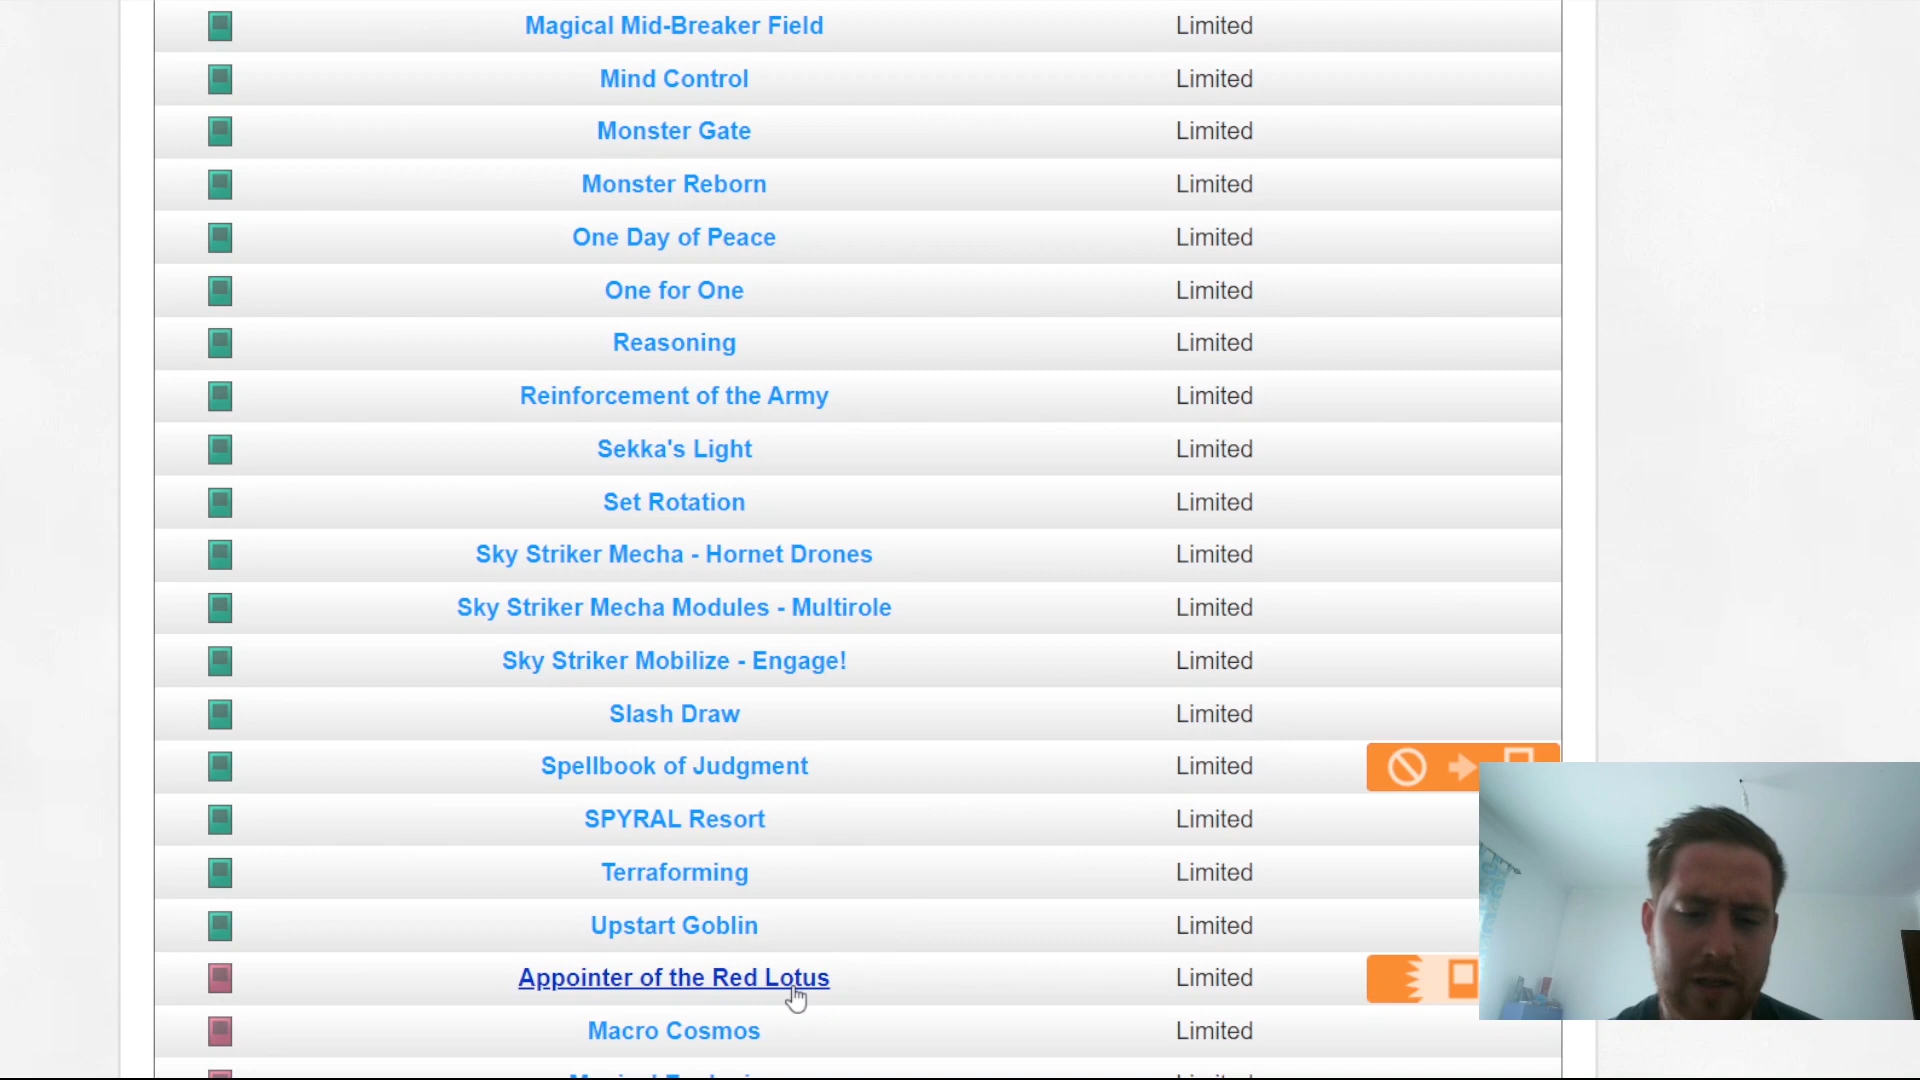 Magical Mid-Breaker Field Limited
Mind Control Limited
Monster Gate Limited
Monster Reborn Limited
One Day of Peace Limited
One for One Limited
Reasoning Limited
Reinforcement of the Army Limited
Sekka's Light Limited
Set Rotation Limited
Sky Striker Mecha - Hornet Drones Limited
Sky Striker Mecha Modules - Multirole Limited
Sky Striker Mobilize - Engage! Limited
Slash Draw Limited
Spellbook of Judgment Limited
SPYRAL Resort Limited
Terraforming Limited
Upstart Goblin Limited
Appointer of the Red Lotus Limited
Macro Cosmos Limited